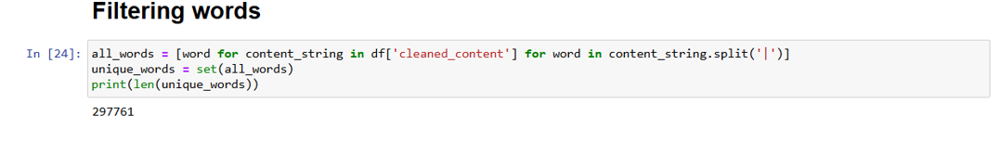 Filtering words
In [24]: all_words = [word for content_string in df['cleaned_content'] for word in content_string.split('|')]
unique_words = set(all_words)
print(len(unique_words))
297761